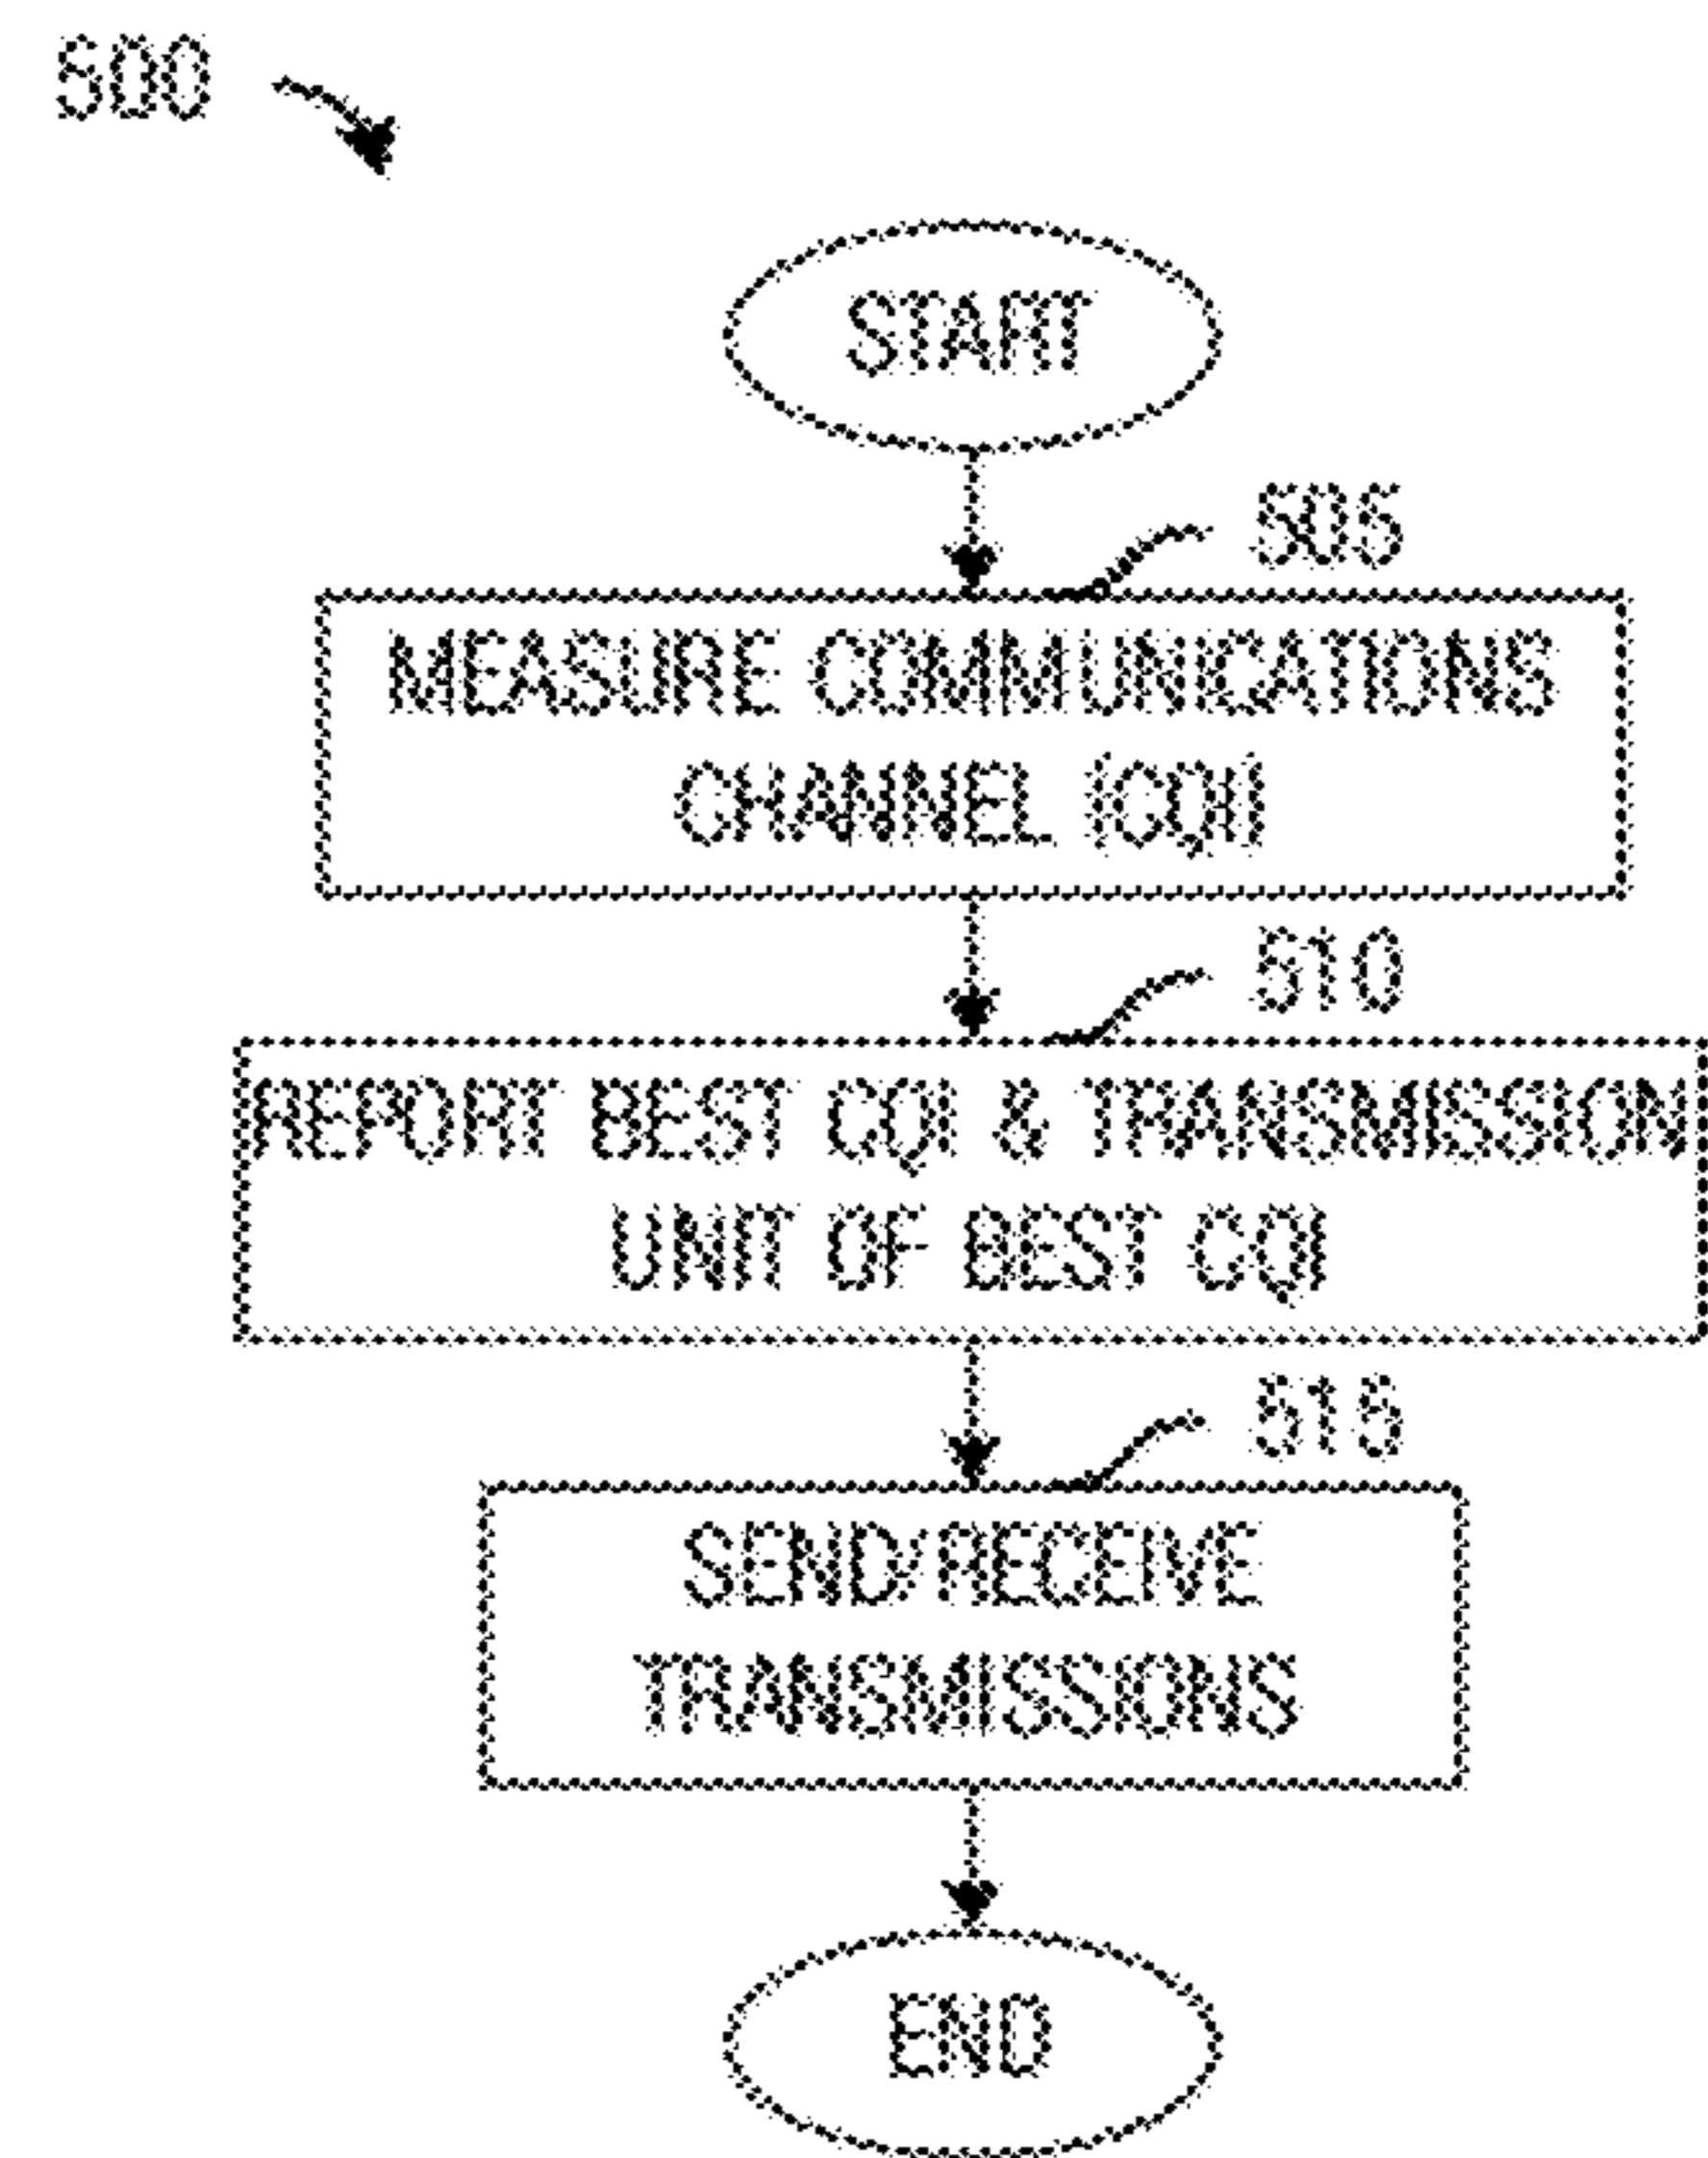 500
START
505
MEASURE COMMUNICATIONS
CHANNEL (CQI)
510
REPORT BEST CQI & TRANSMISSION
UNIT OF BEST CQI
515
SEND/RECEIVE
TRANSMISSIONS
END